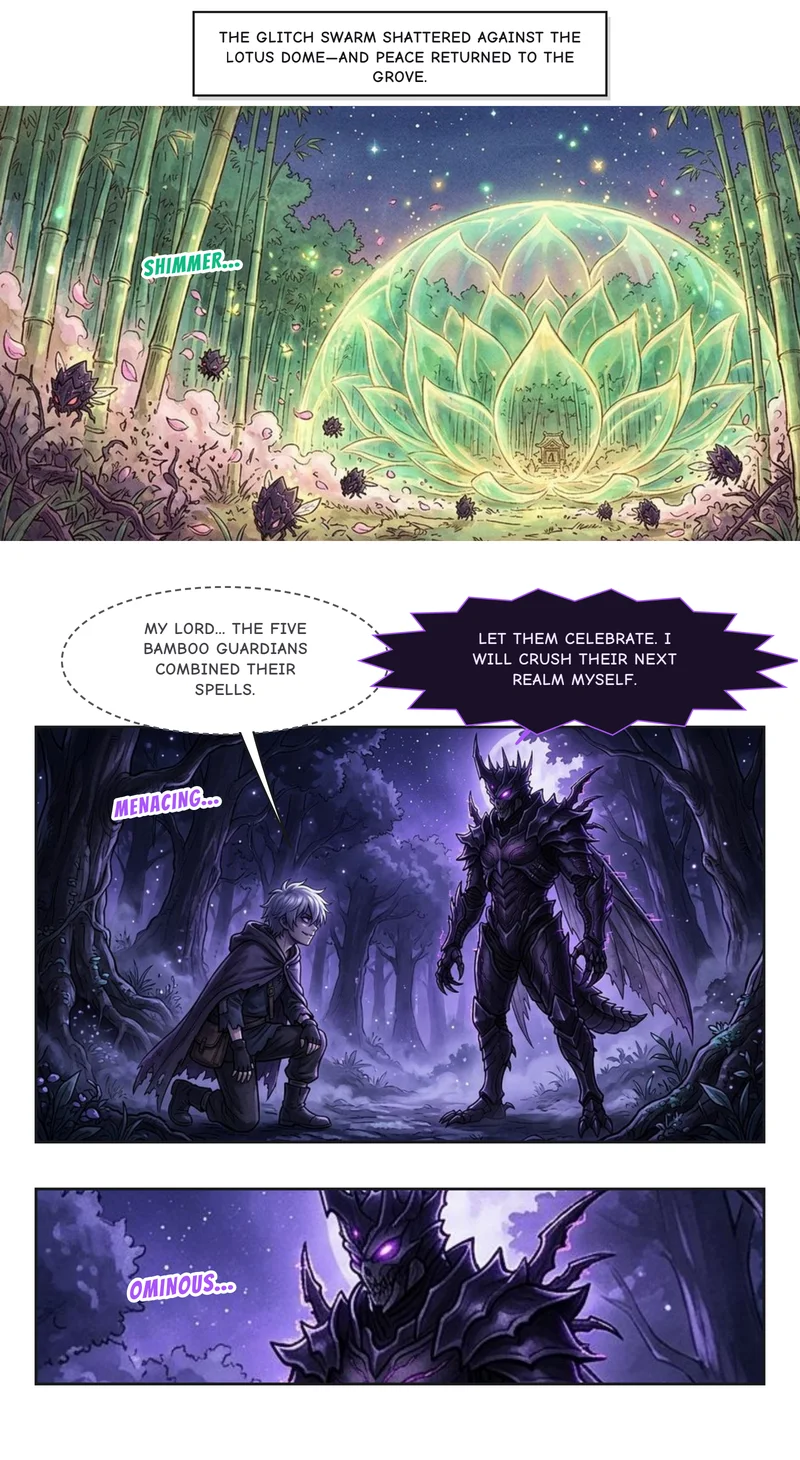 THE GLITCH SWARM SHATTERED AGAINST THE
LOTUS DOME—AND PEACE RETURNED TO THE
GROVE.
SHIMMER...
MY LORD... THE FIVE
BAMBOO GUARDIANS
COMBINED THEIR
SPELLS.
LET THEM CELEBRATE. I
WILL CRUSH THEIR NEXT
REALM MYSELF.
MENACING...
OMINOUS...